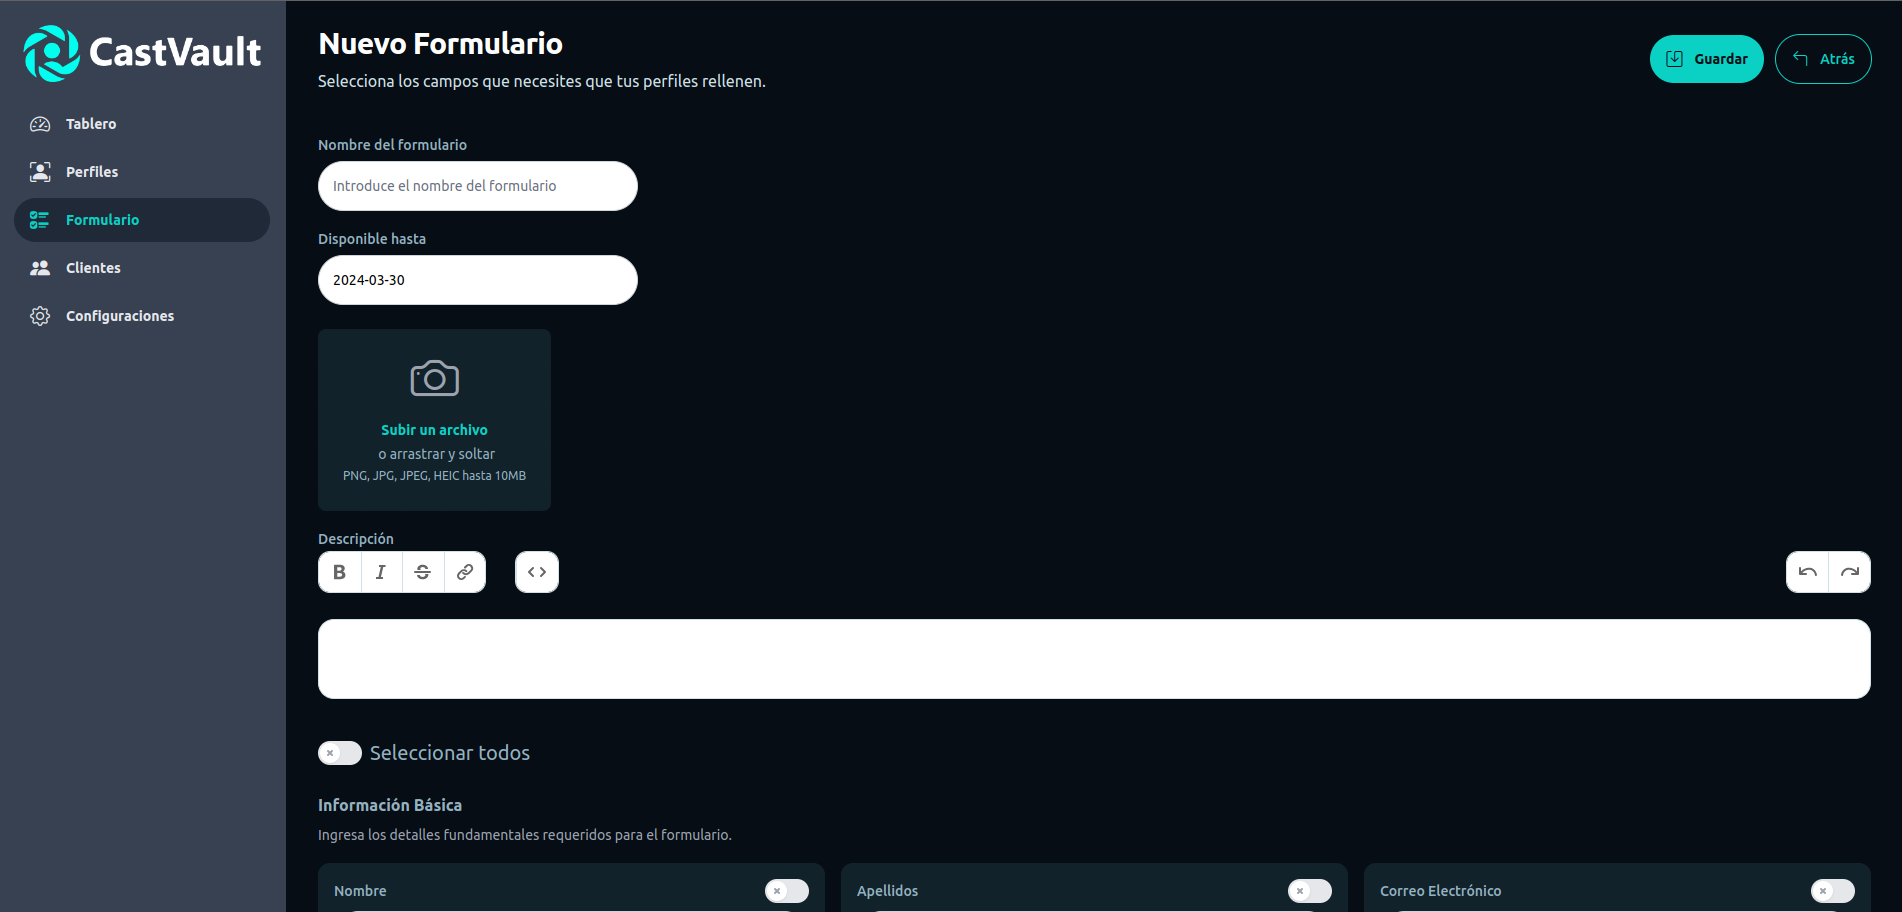 CastVault
Tablero
Perfiles
Formulario
Clientes
Configuraciones
Nuevo Formulario
Selecciona los campos que necesites que tus perfiles rellenen.
Guardar
Atrás
Nombre del formulario
Introduce el nombre del formulario
Disponible hasta
2024-03-30
Subir un archivo
o arrastrar y soltar
PNG, JPG, JPEG, HEIC hasta 10MB
Descripción
B I S
Seleccionar todos
Información Básica
Ingresa los detalles fundamentales requeridos para el formulario.
Nombre
Apellidos
Correo Electrónico